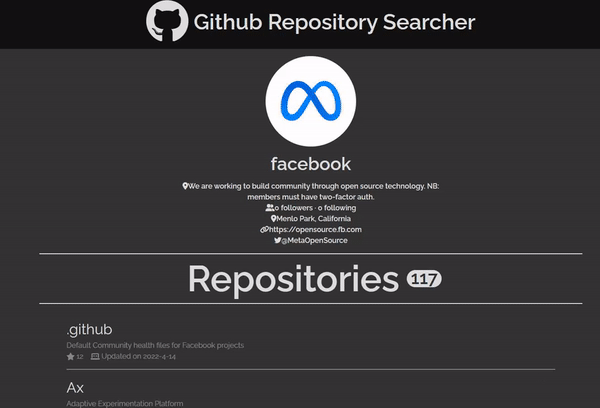 Github Repository Searcher
facebook
We are working to build community through open source technology. NB:
members must have two-factor auth.
0 followers · 0 following
Menlo Park, California
https://opensource.fb.com
@MetaOpenSource
Repositories 117
.github
Default Community health files for Facebook projects
12 Updated on 2022-4-14
Ax
Adaptive Experimentation Platform